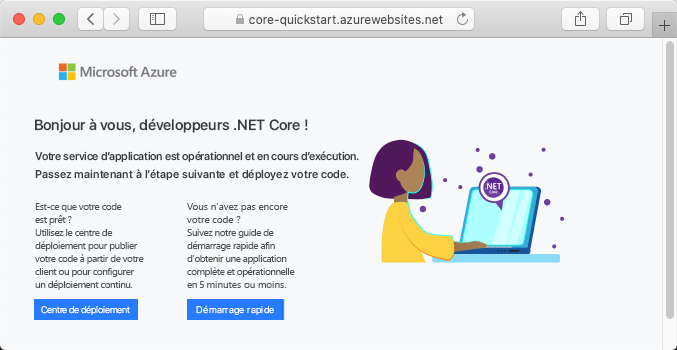 core-quickstart.azurewebsites.net
Microsoft Azure
Bonjour à vous, développeurs .NET Core !
Votre service d’application est opérationnel et en cours d’exécution.
Passez maintenant à l’étape suivante et déployez votre code.
Est-ce que votre code
est prêt ?
Utilisez le centre de
déploiement pour publier
votre code à partir de votre
client ou pour configurer
un déploiement continu.
Centre de déploiement
Vous n’avez pas encore
votre code ?
Suivez notre guide de
démarrage rapide afin
d’obtenir une application
complète et opérationnelle
en 5 minutes ou moins.
Démarrage rapide
.NET
Core